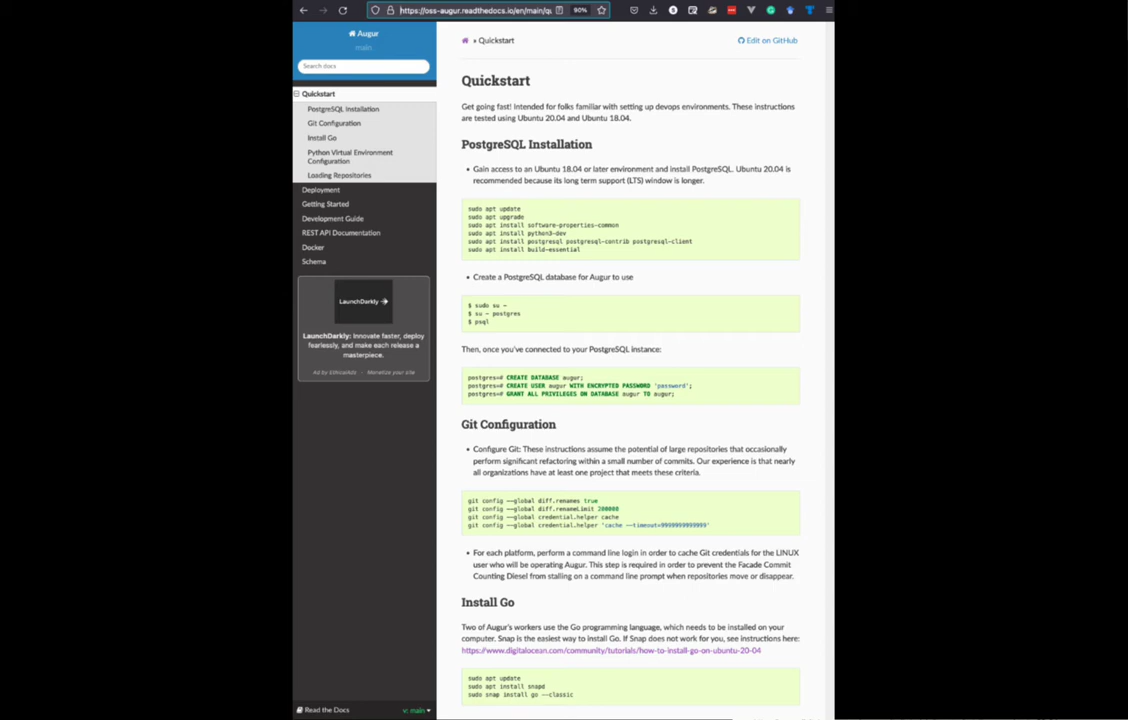 https://oss-augur.readthedocs.io/en/main/qu
90%
Augur
main
Search docs
Quickstart
PostgreSQL Installation
Git Configuration
Install Go
Python Virtual Environment
Configuration
Loading Repositories
Deployment
Getting Started
Development Guide
REST API Documentation
Docker
Schema
LaunchDarkly →
LaunchDarkly: Innovate faster, deploy
fearlessly, and make each release a
masterpiece.
Ad by EthicalAds • Monetize your site
Read the Docs
v: main
» Quickstart
Edit on GitHub
Quickstart
Get going fast! Intended for folks familiar with setting up devops environments. These instructions
are tested using Ubuntu 20.04 and Ubuntu 18.04.
PostgreSQL Installation
• Gain access to an Ubuntu 18.04 or later environment and install PostgreSQL. Ubuntu 20.04 is
recommended because its long term support (LTS) window is longer.
sudo apt update
sudo apt upgrade
sudo apt install software-properties-common
sudo apt install python3-dev
sudo apt install postgresql postgresql-contrib postgresql-client
sudo apt install build-essential
• Create a PostgreSQL database for Augur to use
$ sudo su -
$ su - postgres
$ psql
Then, once you've connected to your PostgreSQL instance:
postgres=# CREATE DATABASE augur;
postgres=# CREATE USER augur WITH ENCRYPTED PASSWORD 'password';
postgres=# GRANT ALL PRIVILEGES ON DATABASE augur TO augur;
Git Configuration
• Configure Git: These instructions assume the potential of large repositories that occasionally
perform significant refactoring within a small number of commits. Our experience is that nearly
all organizations have at least one project that meets these criteria.
git config --global diff.renames true
git config --global diff.renameLimit 200000
git config --global credential.helper cache
git config --global credential.helper 'cache --timeout=9999999999999'
• For each platform, perform a command line login in order to cache Git credentials for the LINUX
user who will be operating Augur. This step is required in order to prevent the Facade Commit
Counting Diesel from stalling on a command line prompt when repositories move or disappear.
Install Go
Two of Augur's workers use the Go programming language, which needs to be installed on your
computer. Snap is the easiest way to install Go. If Snap does not work for you, see instructions here:
https://www.digitalocean.com/community/tutorials/how-to-install-go-on-ubuntu-20-04
sudo apt update
sudo apt install snapd
sudo snap install go --classic